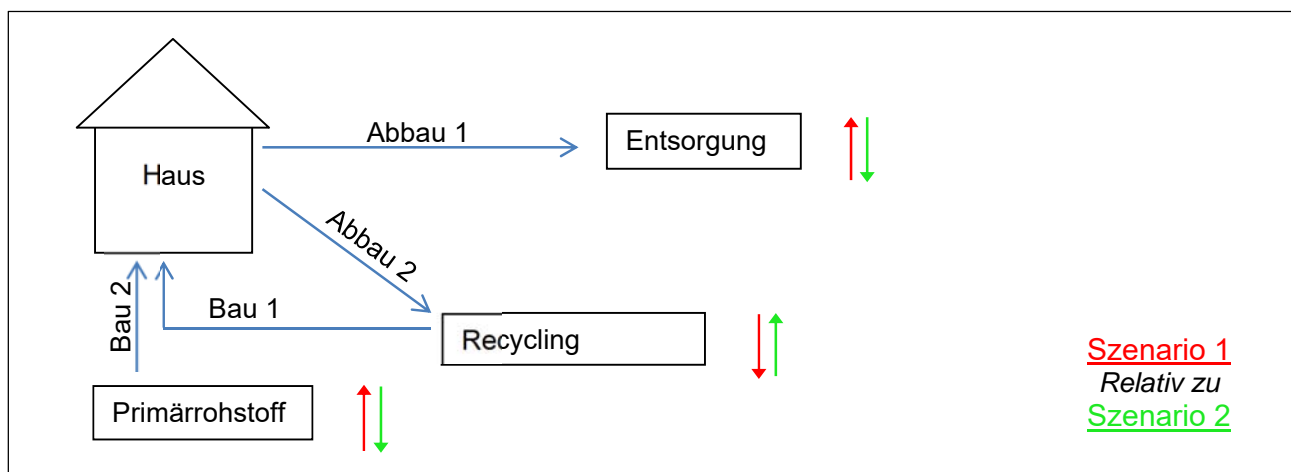 Abbau 1
Entsorgung
Haus
Abbau 2
Bau 2
Bau 1
Recycling
Primärrohstoff
Szenario 1
Relativ zu
Szenario 2